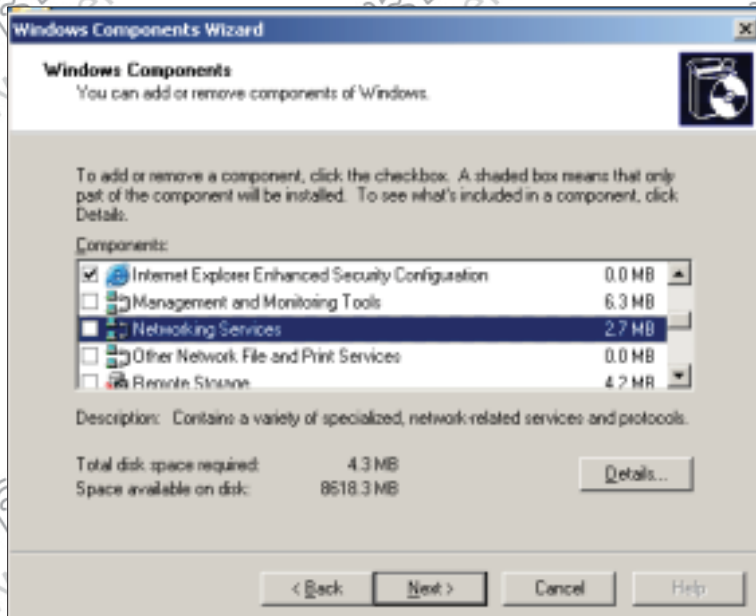 Windows Components Wizard
Windows Components
You can add or remove components of Windows.
To add or remove a component, click the checkbox. A shaded box means that only
part of the component will be installed. To see what's included in a component, click
Details.
Components:
Internet Explorer Enhanced Security Configuration 0.0 MB
Management and Monitoring Tools 6.3 MB
Networking Services 2.7 MB
Other Network File and Print Services 0.0 MB
Remote Storage 4.2 MB
Description: Contains a variety of specialized, network-related services and protocols.
Total disk space required: 4.3 MB
Space available on disk: 8618.3 MB
Details...
< Back Next > Cancel Help